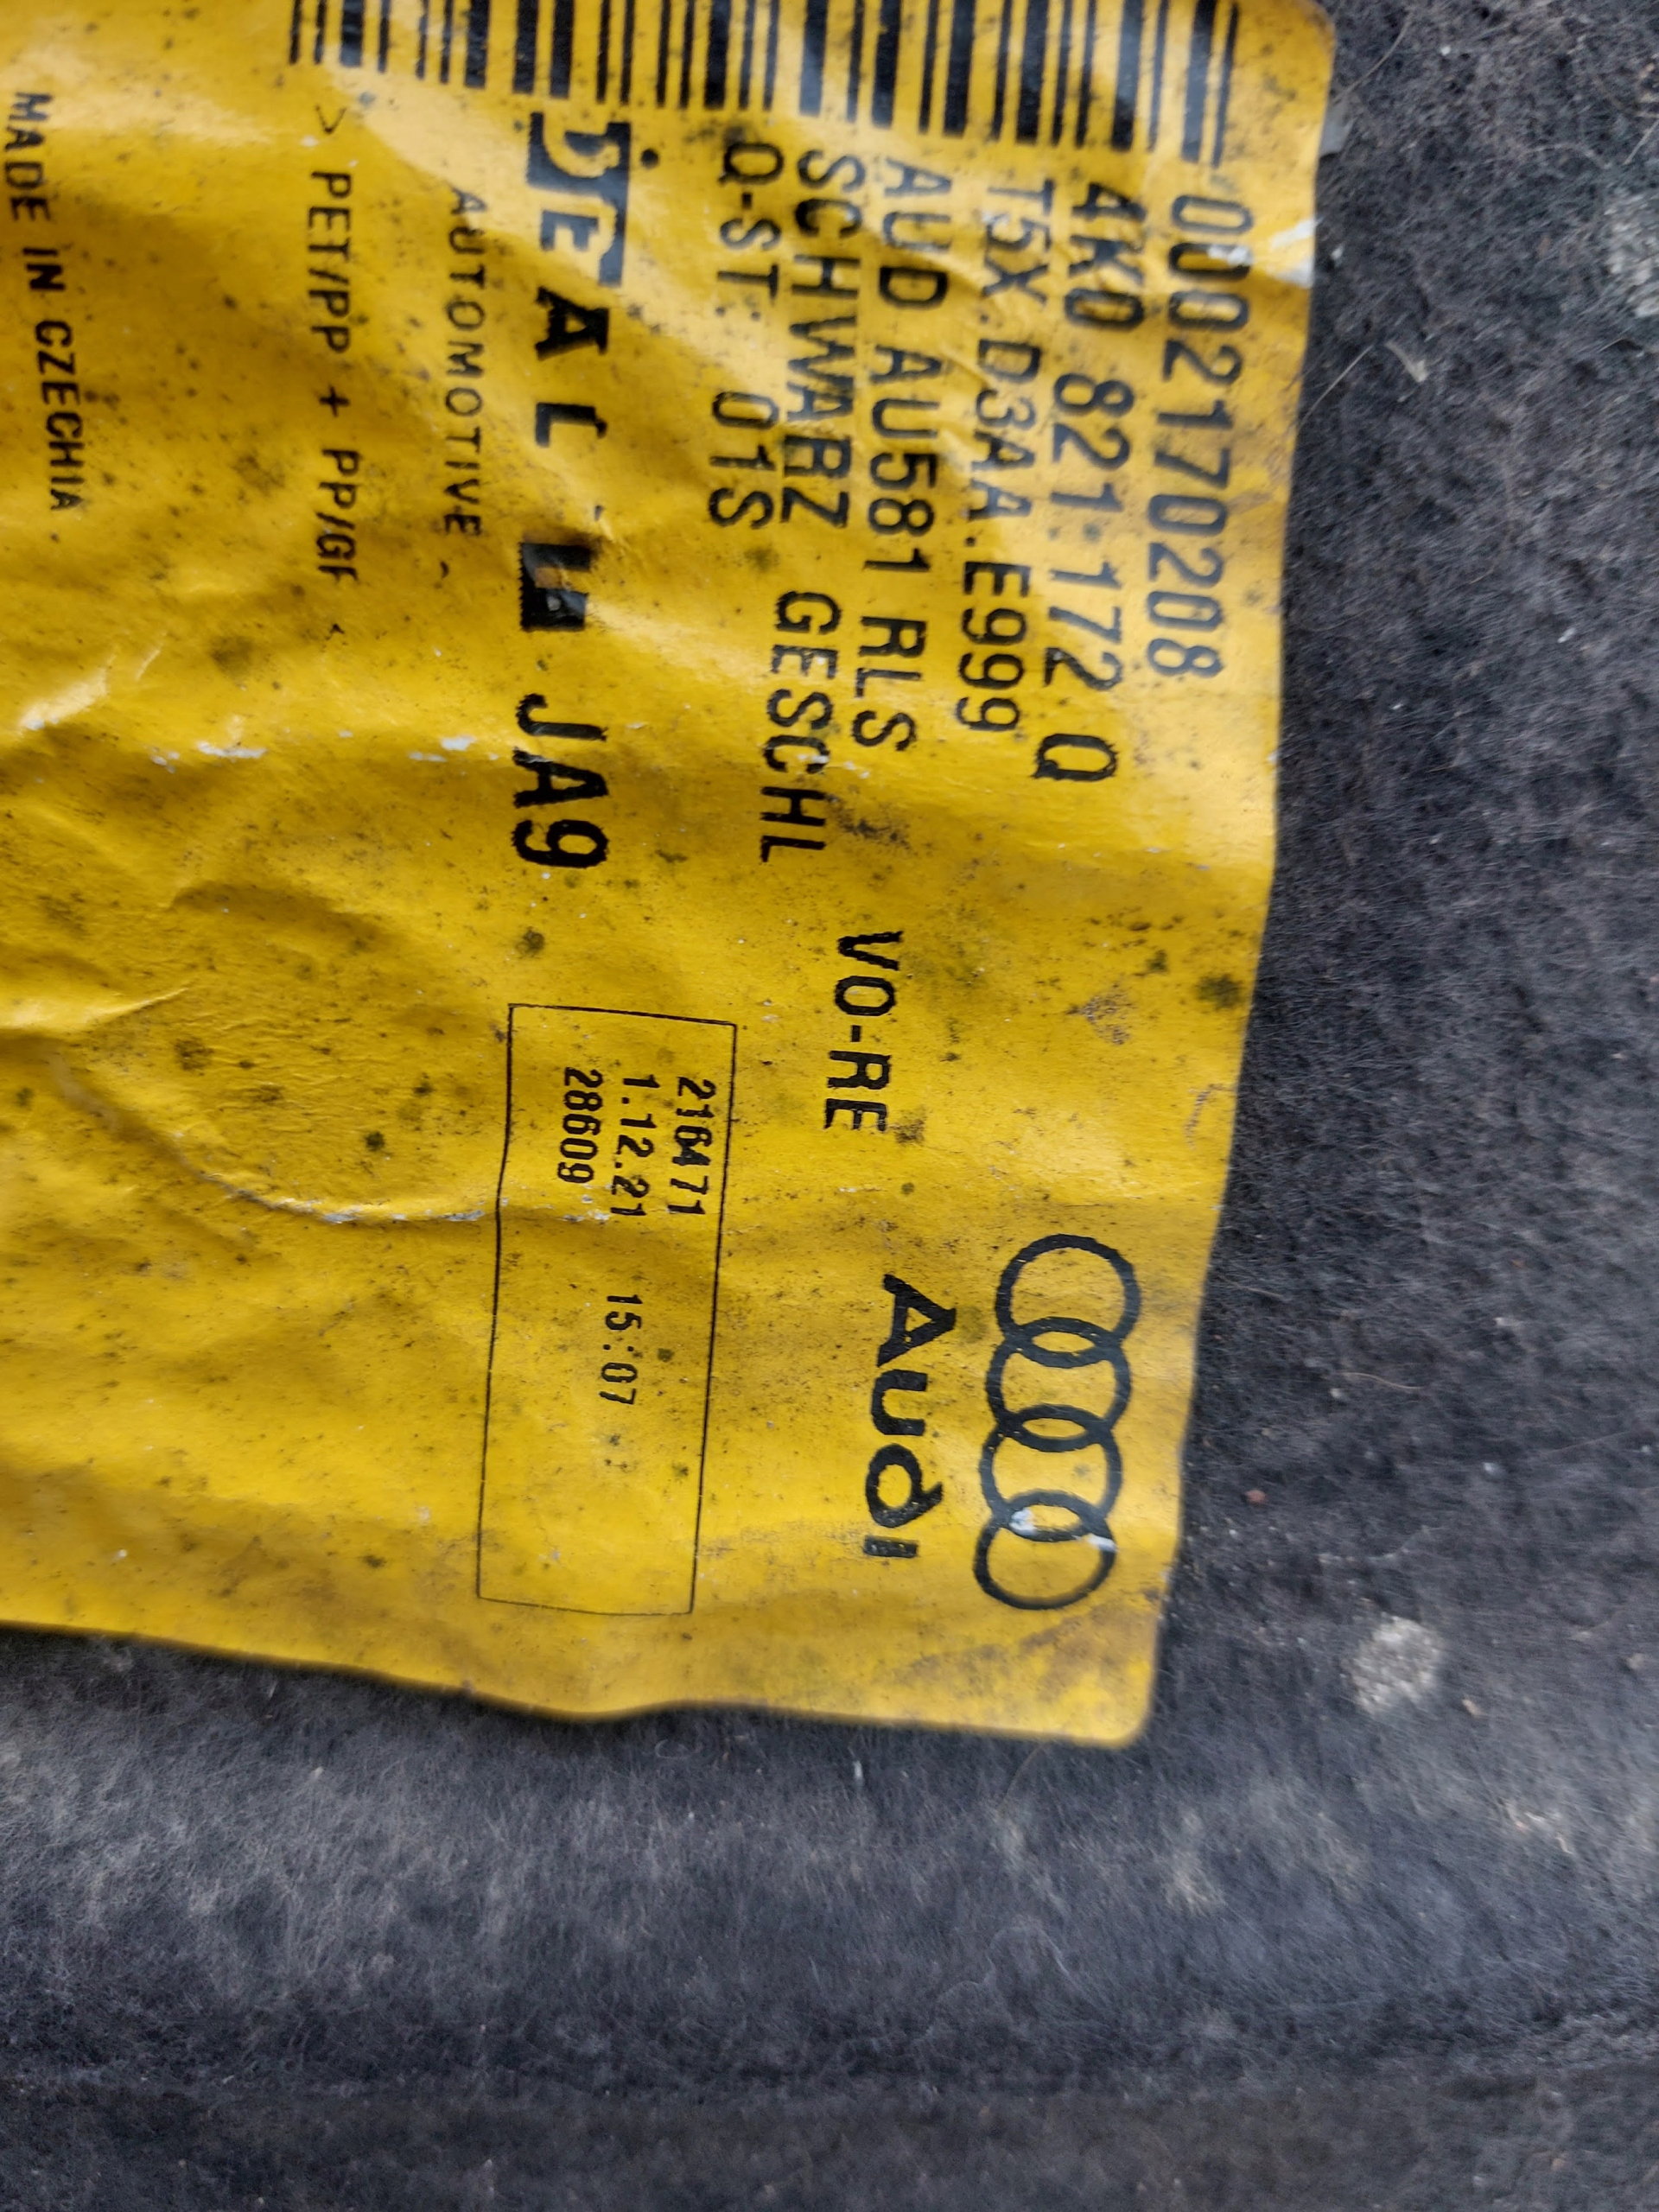 0002170208
4K0 821 172 Q
T5X.D3AA.E999
AUD AU581 RLS VO-RE
SCHWARZ GESCHL
Q-ST: 01S
JA9
AUTOMOTIVE
> PET/PP + PP/GF <
MADE IN CZECHIA
Audi
216471
1.12.21 15:07
28609